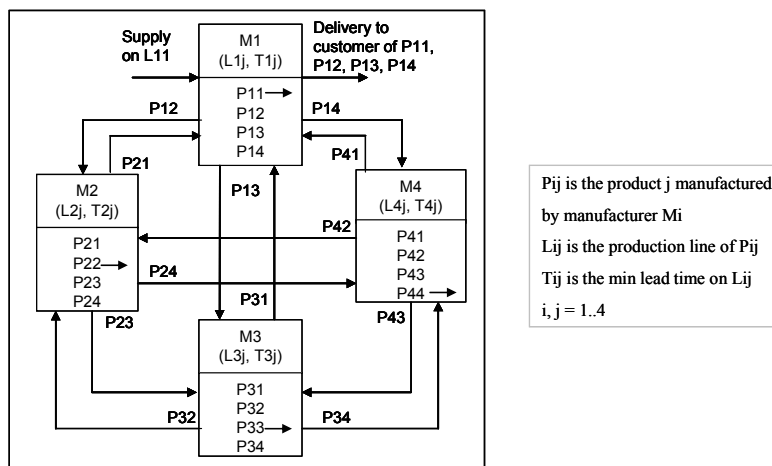 Supply
on L11
M1
(L1j, T1j)
Delivery to
customer of P11,
P12, P13, P14
P11
P12
P13
P14
P12
P14
P21
P41
P13
M2
(L2j, T2j)
P21
P22
P23
P24
M4
(L4j, T4j)
P41
P42
P43
P44
P42
P24
P31
P23
P43
M3
(L3j, T3j)
P31
P32
P33
P34
P32
P34
Pij is the product j manufactured
by manufacturer Mi
Lij is the production line of Pij
Tij is the min lead time on Lij
i, j = 1..4